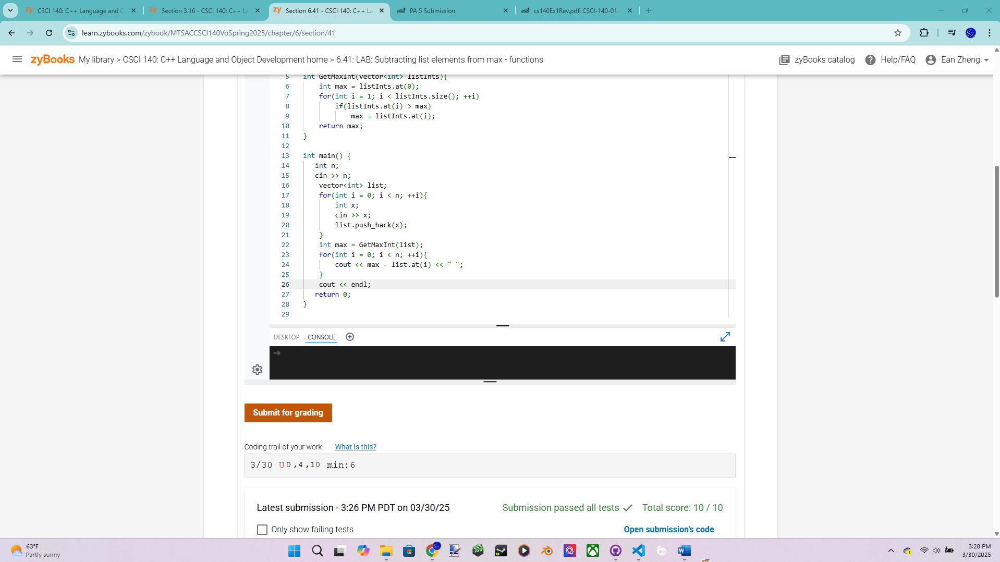 CSCI 140: C++ Language and O
Section 3.16 - CSCI 140: C++ La
Section 6.41 - CSCI 140: C++ La
PA 5 Submission
cs140Ex1Rev.pdf: CSCI-140-01-
learn.zybooks.com/zybook/MTSACCSCI140VoSpring2025/chapter/6/section/41
zyBooks My library > CSCI 140: C++ Language and Object Development home > 6.41: LAB: Subtracting list elements from max - functions
zyBooks catalog
Help/FAQ
Ean Zheng
5 int GetMaxInt(vector<int> listInts){
6 int max = listInts.at(0);
7 for(int i = 1; i < listInts.size(); ++i)
8 if(listInts.at(i) > max)
9 max = listInts.at(i);
10 return max;
11 }
12
13 int main() {
14 int n;
15 cin >> n;
16 vector<int> list;
17 for(int i = 0; i < n; ++i){
18 int x;
19 cin >> x;
20 list.push_back(x);
21 }
22 int max = GetMaxInt(list);
23 for(int i = 0; i < n; ++i){
24 cout << max - list.at(i) << " ";
25 }
26 cout << endl;
27 return 0;
28 }
29
DESKTOP CONSOLE
Submit for grading
Coding trail of your work What is this?
3/30 U0,4,10 min:6
Latest submission - 3:26 PM PDT on 03/30/25
Submission passed all tests
Total score: 10 / 10
Only show failing tests
Open submission's code
63°F
Partly sunny
3:28 PM
3/30/2025